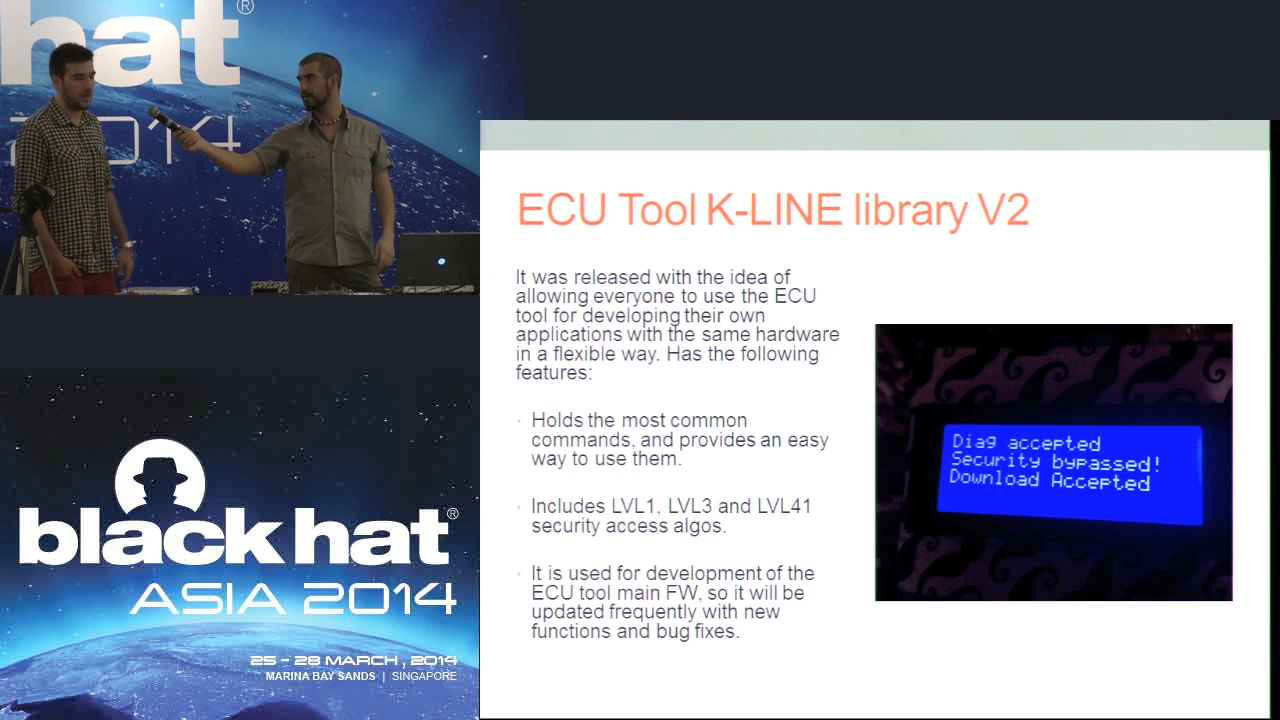 hat®
2014
ECU Tool K-LINE library V2
It was released with the idea of
allowing everyone to use the ECU
tool for developing their own
applications with the same hardware
in a flexible way. Has the following
features:
Holds the most common
commands, and provides an easy
way to use them.
Includes LVL1, LVL3 and LVL41
security access algos.
It is used for development of the
ECU tool main FW, so it will be
updated frequently with new
functions and bug fixes.
Diag accepted
Security bypassed!
Download Accepted
black hat®
ASIA 2014
25 - 28 MARCH, 2014
MARINA BAY SANDS | SINGAPORE